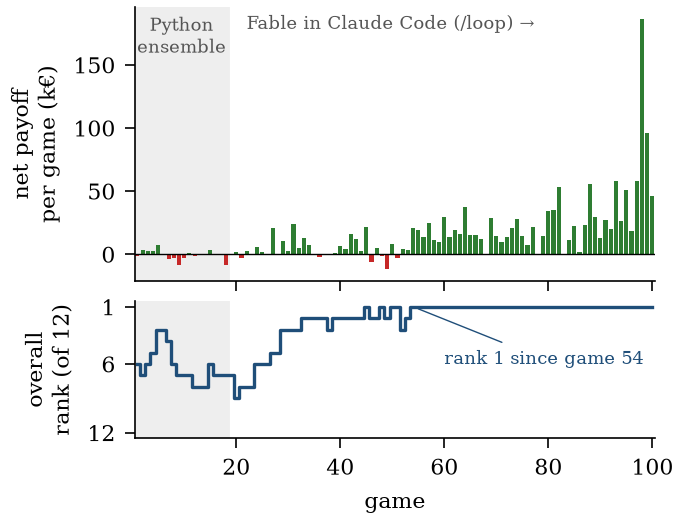 Python
ensemble
Fable in Claude Code (/loop) →
net payoff
per game (k€)
150
100
50
0
overall
rank (of 12)
1
6
12
rank 1 since game 54
20
40
60
80
100
game